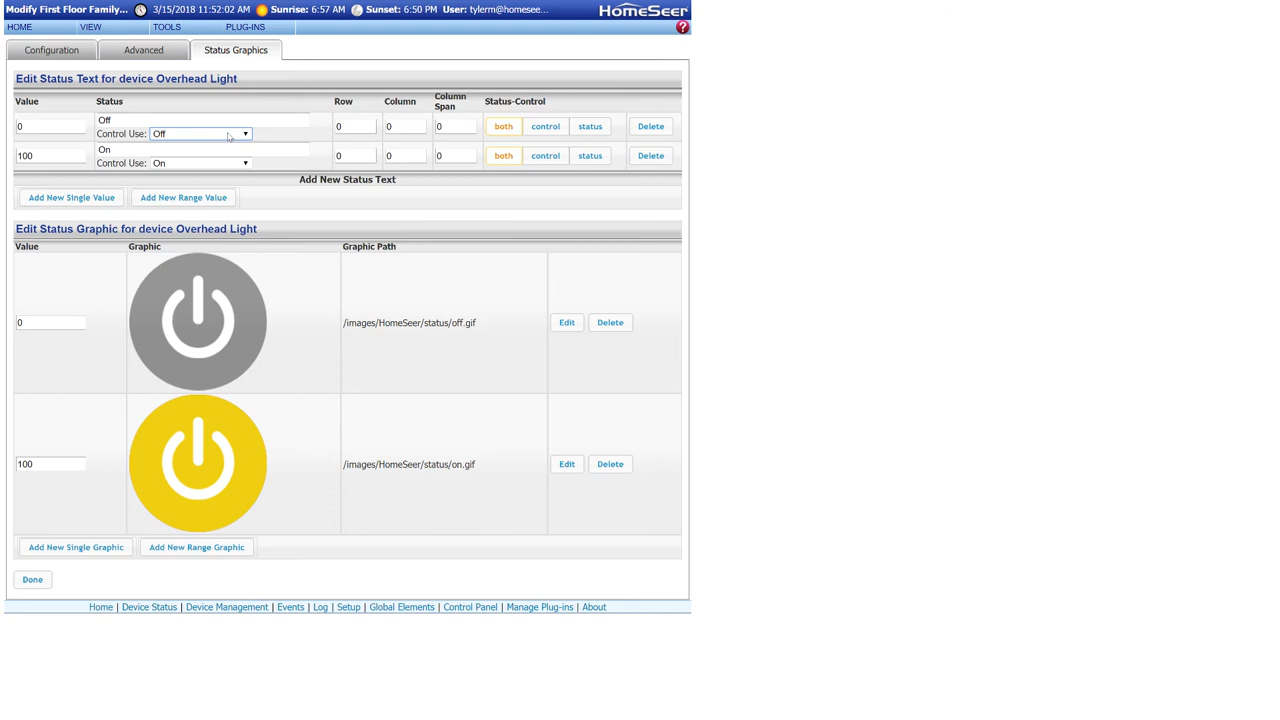 Modify First Floor Family... 3/15/2018 11:52:02 AM Sunrise: 6:57 AM Sunset: 6:50 PM User: tylerm@homesee... HomeSeer
HOME VIEW TOOLS PLUG-INS ?
Configuration Advanced Status Graphics
Edit Status Text for device Overhead Light
Value Status Row Column Column Span Status-Control
0 Off 0 0 0 both control status Delete
Control Use: Off
100 On 0 0 0 both control status Delete
Control Use: On
Add New Status Text
Add New Single Value Add New Range Value
Edit Status Graphic for device Overhead Light
Value Graphic Graphic Path
0 /images/HomeSeer/status/off.gif Edit Delete
100 /images/HomeSeer/status/on.gif Edit Delete
Add New Single Graphic Add New Range Graphic
Done
Home | Device Status | Device Management | Events | Log | Setup | Global Elements | Control Panel | Manage Plug-ins | About